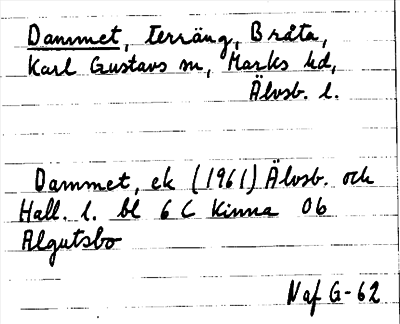 Dammet, terräng, Bråta,
Karl Gustavs sn, Marks hd,
Älvsb. l.
Dammet, ek (1961) Älvsb. och
Hall. l. bl 6 C Kinna 0b
Algutsbo
Naf G-62